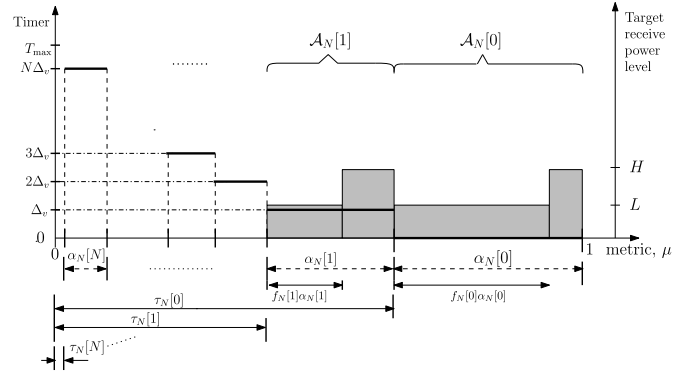 Timer
Target
receive
power
level
T_max
NΔ_v
3Δ_v
2Δ_v
Δ_v
0
........
𝒜_N[1]
𝒜_N[0]
H
L
0
1
metric, μ
α_N[N]
..............
α_N[1]
α_N[0]
f_N[1]α_N[1]
f_N[0]α_N[0]
τ_N[0]
τ_N[1]
τ_N[N]